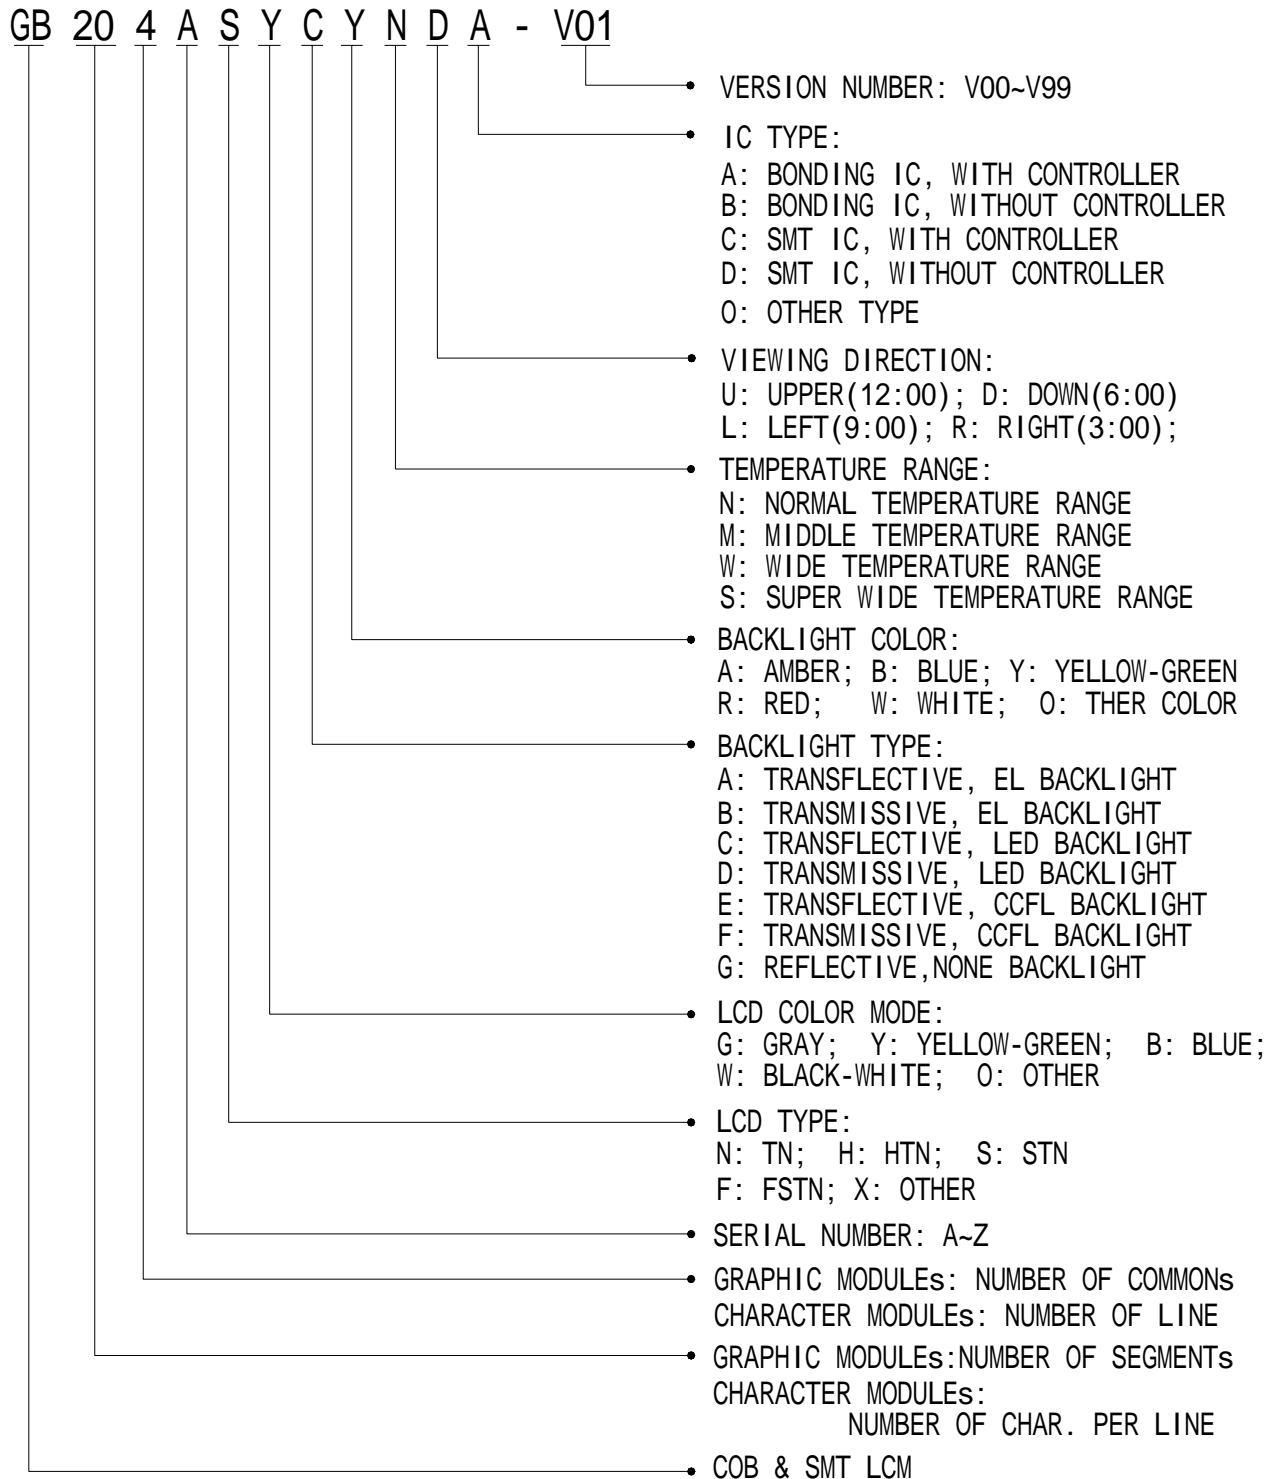 GB 20 4 A S Y C Y N D A - V01
VERSION NUMBER: V00~V99
IC TYPE:
A: BONDING IC, WITH CONTROLLER
B: BONDING IC, WITHOUT CONTROLLER
C: SMT IC, WITH CONTROLLER
D: SMT IC, WITHOUT CONTROLLER
O: OTHER TYPE
VIEWING DIRECTION:
U: UPPER(12:00); D: DOWN(6:00)
L: LEFT(9:00); R: RIGHT(3:00);
TEMPERATURE RANGE:
N: NORMAL TEMPERATURE RANGE
M: MIDDLE TEMPERATURE RANGE
W: WIDE TEMPERATURE RANGE
S: SUPER WIDE TEMPERATURE RANGE
BACKLIGHT COLOR:
A: AMBER; B: BLUE; Y: YELLOW-GREEN
R: RED; W: WHITE; O: THER COLOR
BACKLIGHT TYPE:
A: TRANSFLECTIVE, EL BACKLIGHT
B: TRANSMISSIVE, EL BACKLIGHT
C: TRANSFLECTIVE, LED BACKLIGHT
D: TRANSMISSIVE, LED BACKLIGHT
E: TRANSFLECTIVE, CCFL BACKLIGHT
F: TRANSMISSIVE, CCFL BACKLIGHT
G: REFLECTIVE,NONE BACKLIGHT
LCD COLOR MODE:
G: GRAY; Y: YELLOW-GREEN; B: BLUE;
W: BLACK-WHITE; O: OTHER
LCD TYPE:
N: TN; H: HTN; S: STN
F: FSTN; X: OTHER
SERIAL NUMBER: A~Z
GRAPHIC MODULEs: NUMBER OF COMMONs
CHARACTER MODULEs: NUMBER OF LINE
GRAPHIC MODULEs:NUMBER OF SEGMENTs
CHARACTER MODULEs:
NUMBER OF CHAR. PER LINE
COB & SMT LCM